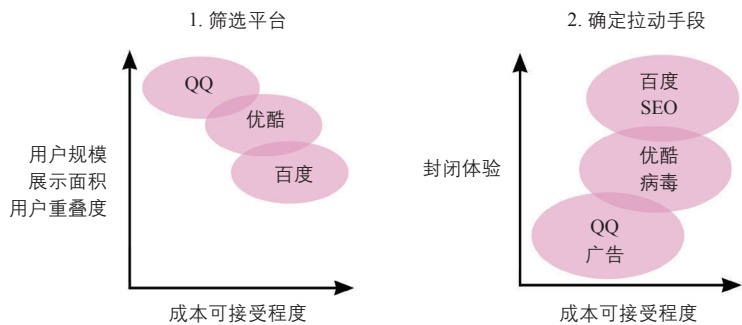 1. 筛选平台
QQ
优酷
百度
用户规模
展示面积
用户重叠度
成本可接受程度
2. 确定拉动手段
百度
SEO
优酷
病毒
QQ
广告
封闭体验
成本可接受程度